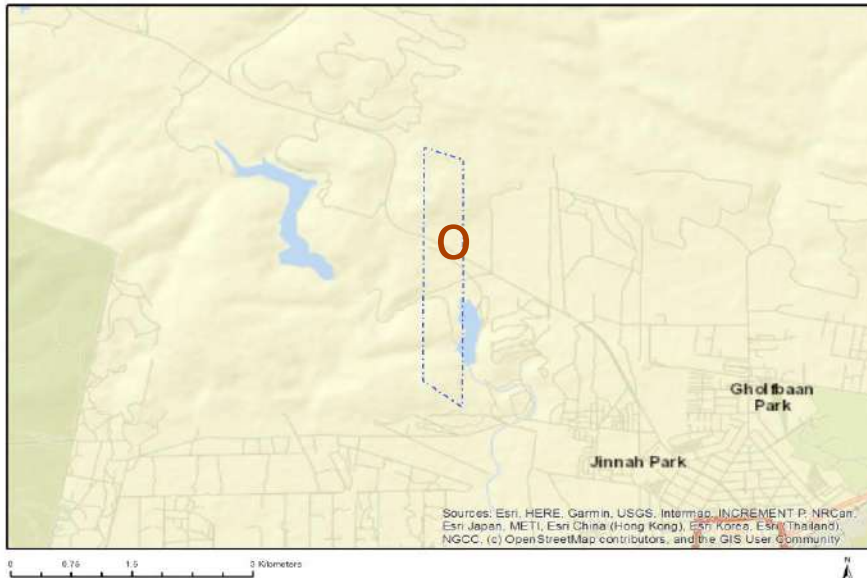 O
Gholfbaan
Park
Jinnah Park
Sources: Esri, HERE, Garmin, USGS, Intermap, INCREMENT P, NRCan,
Esri Japan, METI, Esri China (Hong Kong), Esri Korea, Esri (Thailand),
NGCC, (c) OpenStreetMap contributors, and the GIS User Community
0 0.75 1.5 3 Kilometers
N